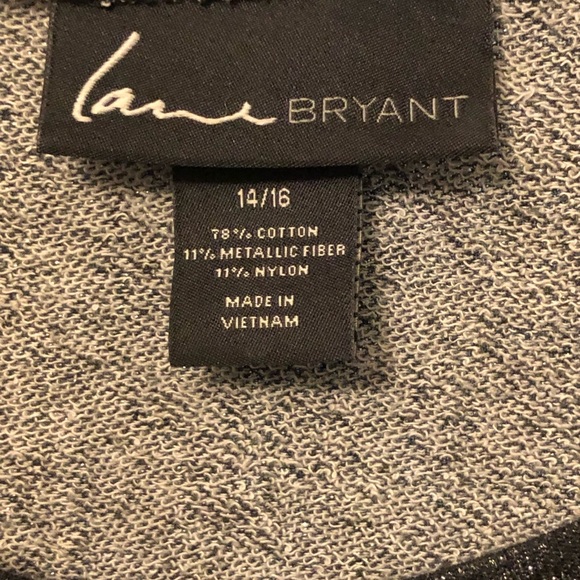 Lane BRYANT
14/16
78% COTTON
11% METALLIC FIBER
11% NYLON
MADE IN
VIETNAM